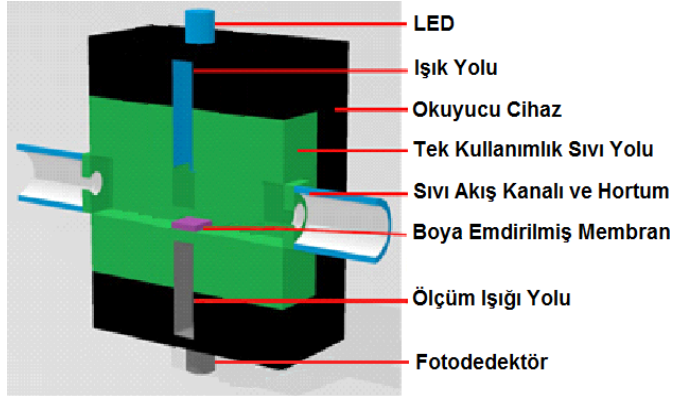 LED
Işık Yolu
Okuyucu Cihaz
Tek Kullanımlık Sıvı Yolu
Sıvı Akış Kanalı ve Hortum
Boya Emdirilmiş Membran
Ölçüm Işığı Yolu
Fotodedektör